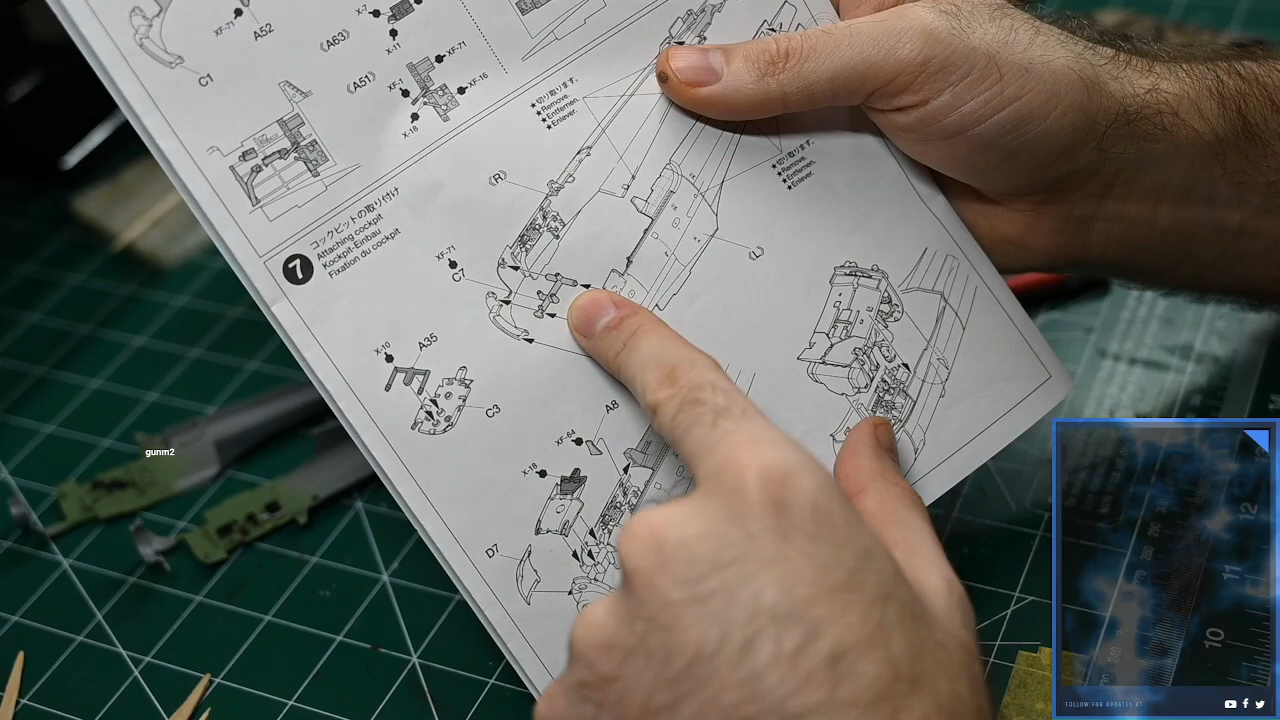 XF-71
A52
C1
《A63》
X-7
X-11
《A51》
XF-1
XF-71
XF-16
X-18
★切り取ります。
★Remove.
★Entfernen.
★Enlever.
★切り取ります。
★Remove.
★Entfernen.
★Enlever.
《R》
《L》
7
コックピットの取り付け
Attaching cockpit
Kockpit-Einbau
Fixation du cockpit
XF-71
C7
X-10
A35
C3
A8
XF-64
X-18
D7
gunm2
12
11
10
FOLLOW FOR UPDATES AT